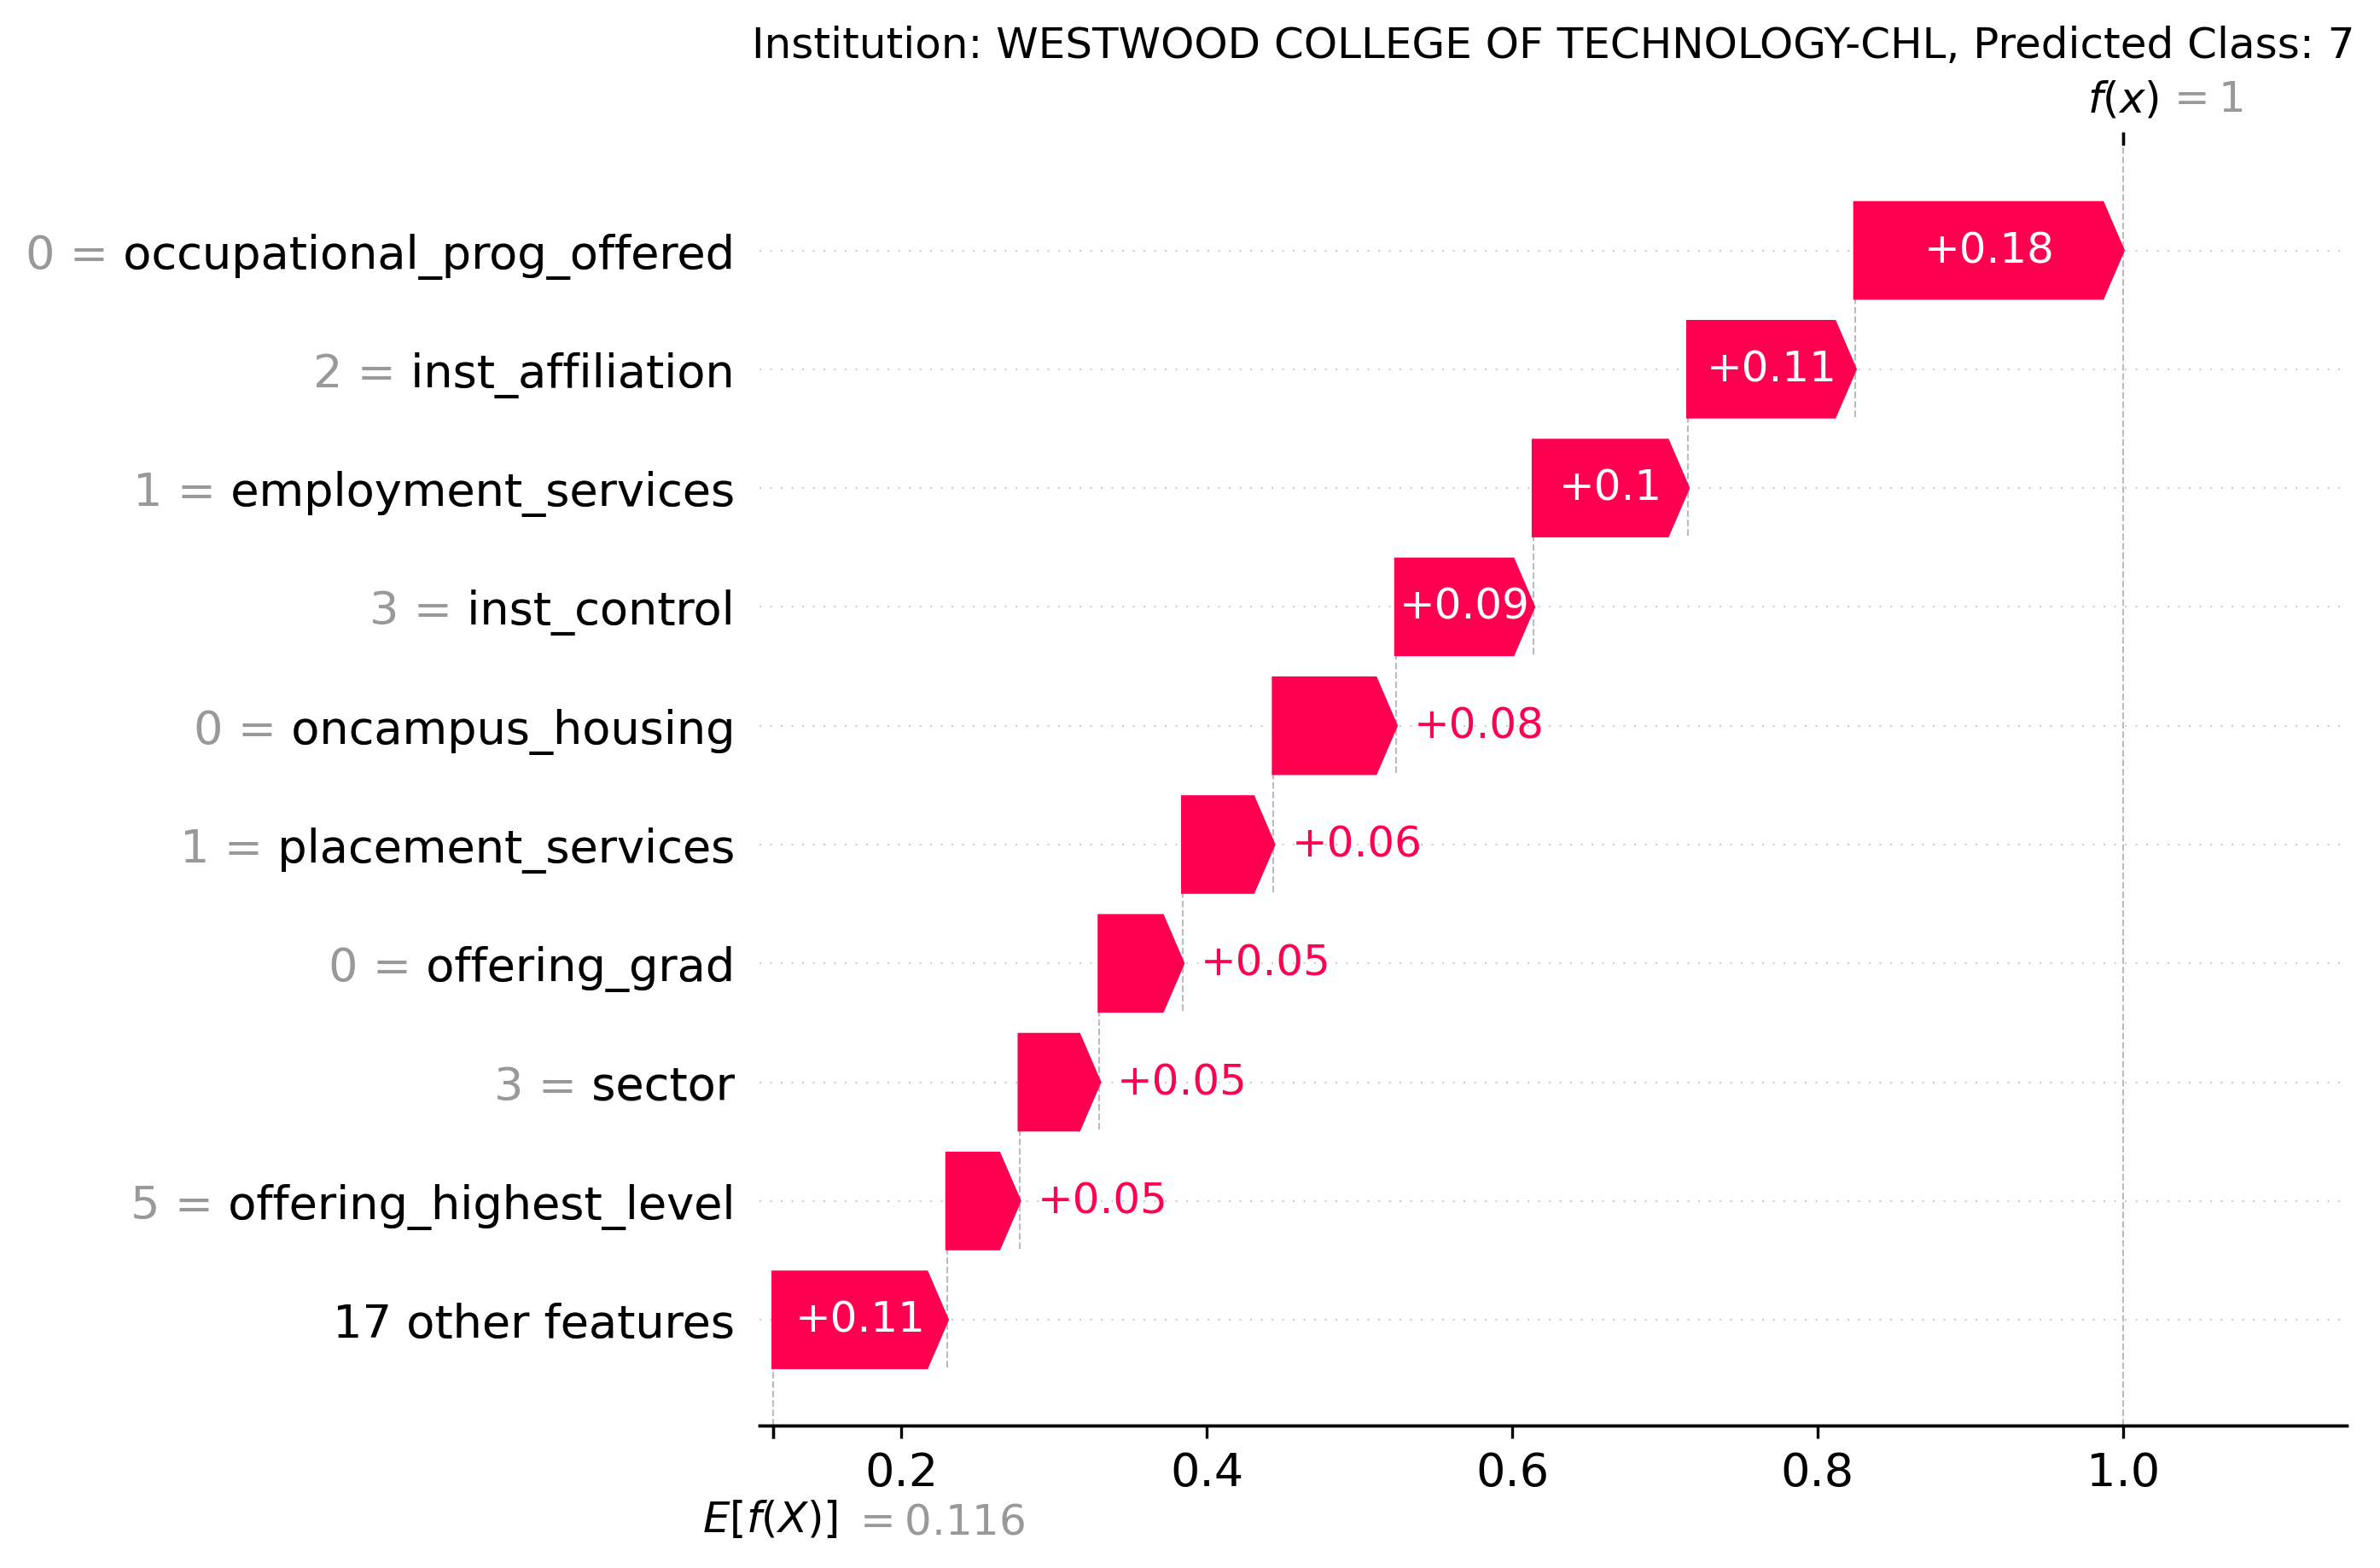 Institution: WESTWOOD COLLEGE OF TECHNOLOGY-CHL, Predicted Class: 7
f(x) = 1
0 = occupational_prog_offered +0.18
2 = inst_affiliation +0.11
1 = employment_services +0.1
3 = inst_control +0.09
0 = oncampus_housing +0.08
1 = placement_services +0.06
0 = offering_grad +0.05
3 = sector +0.05
5 = offering_highest_level +0.05
17 other features +0.11
0.2 0.4 0.6 0.8 1.0
E[f(X)] = 0.116